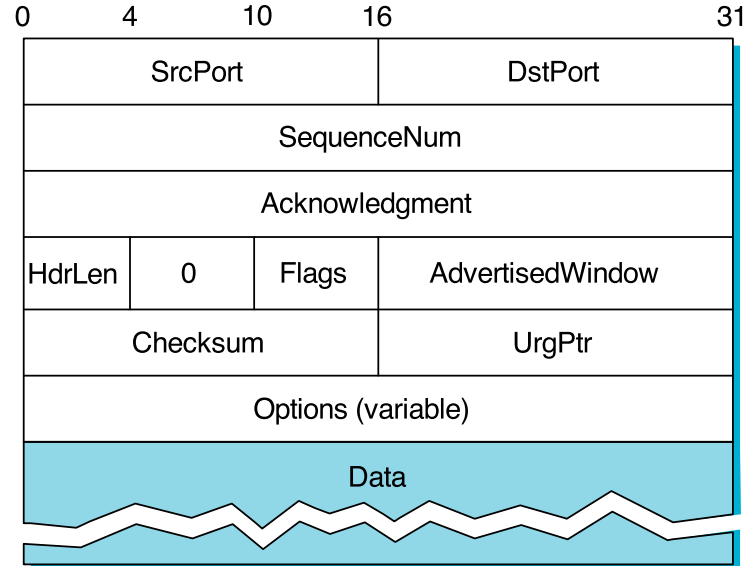 0 4 10 16 31
SrcPort DstPort
SequenceNum
Acknowledgment
HdrLen 0 Flags AdvertisedWindow
Checksum UrgPtr
Options (variable)
Data